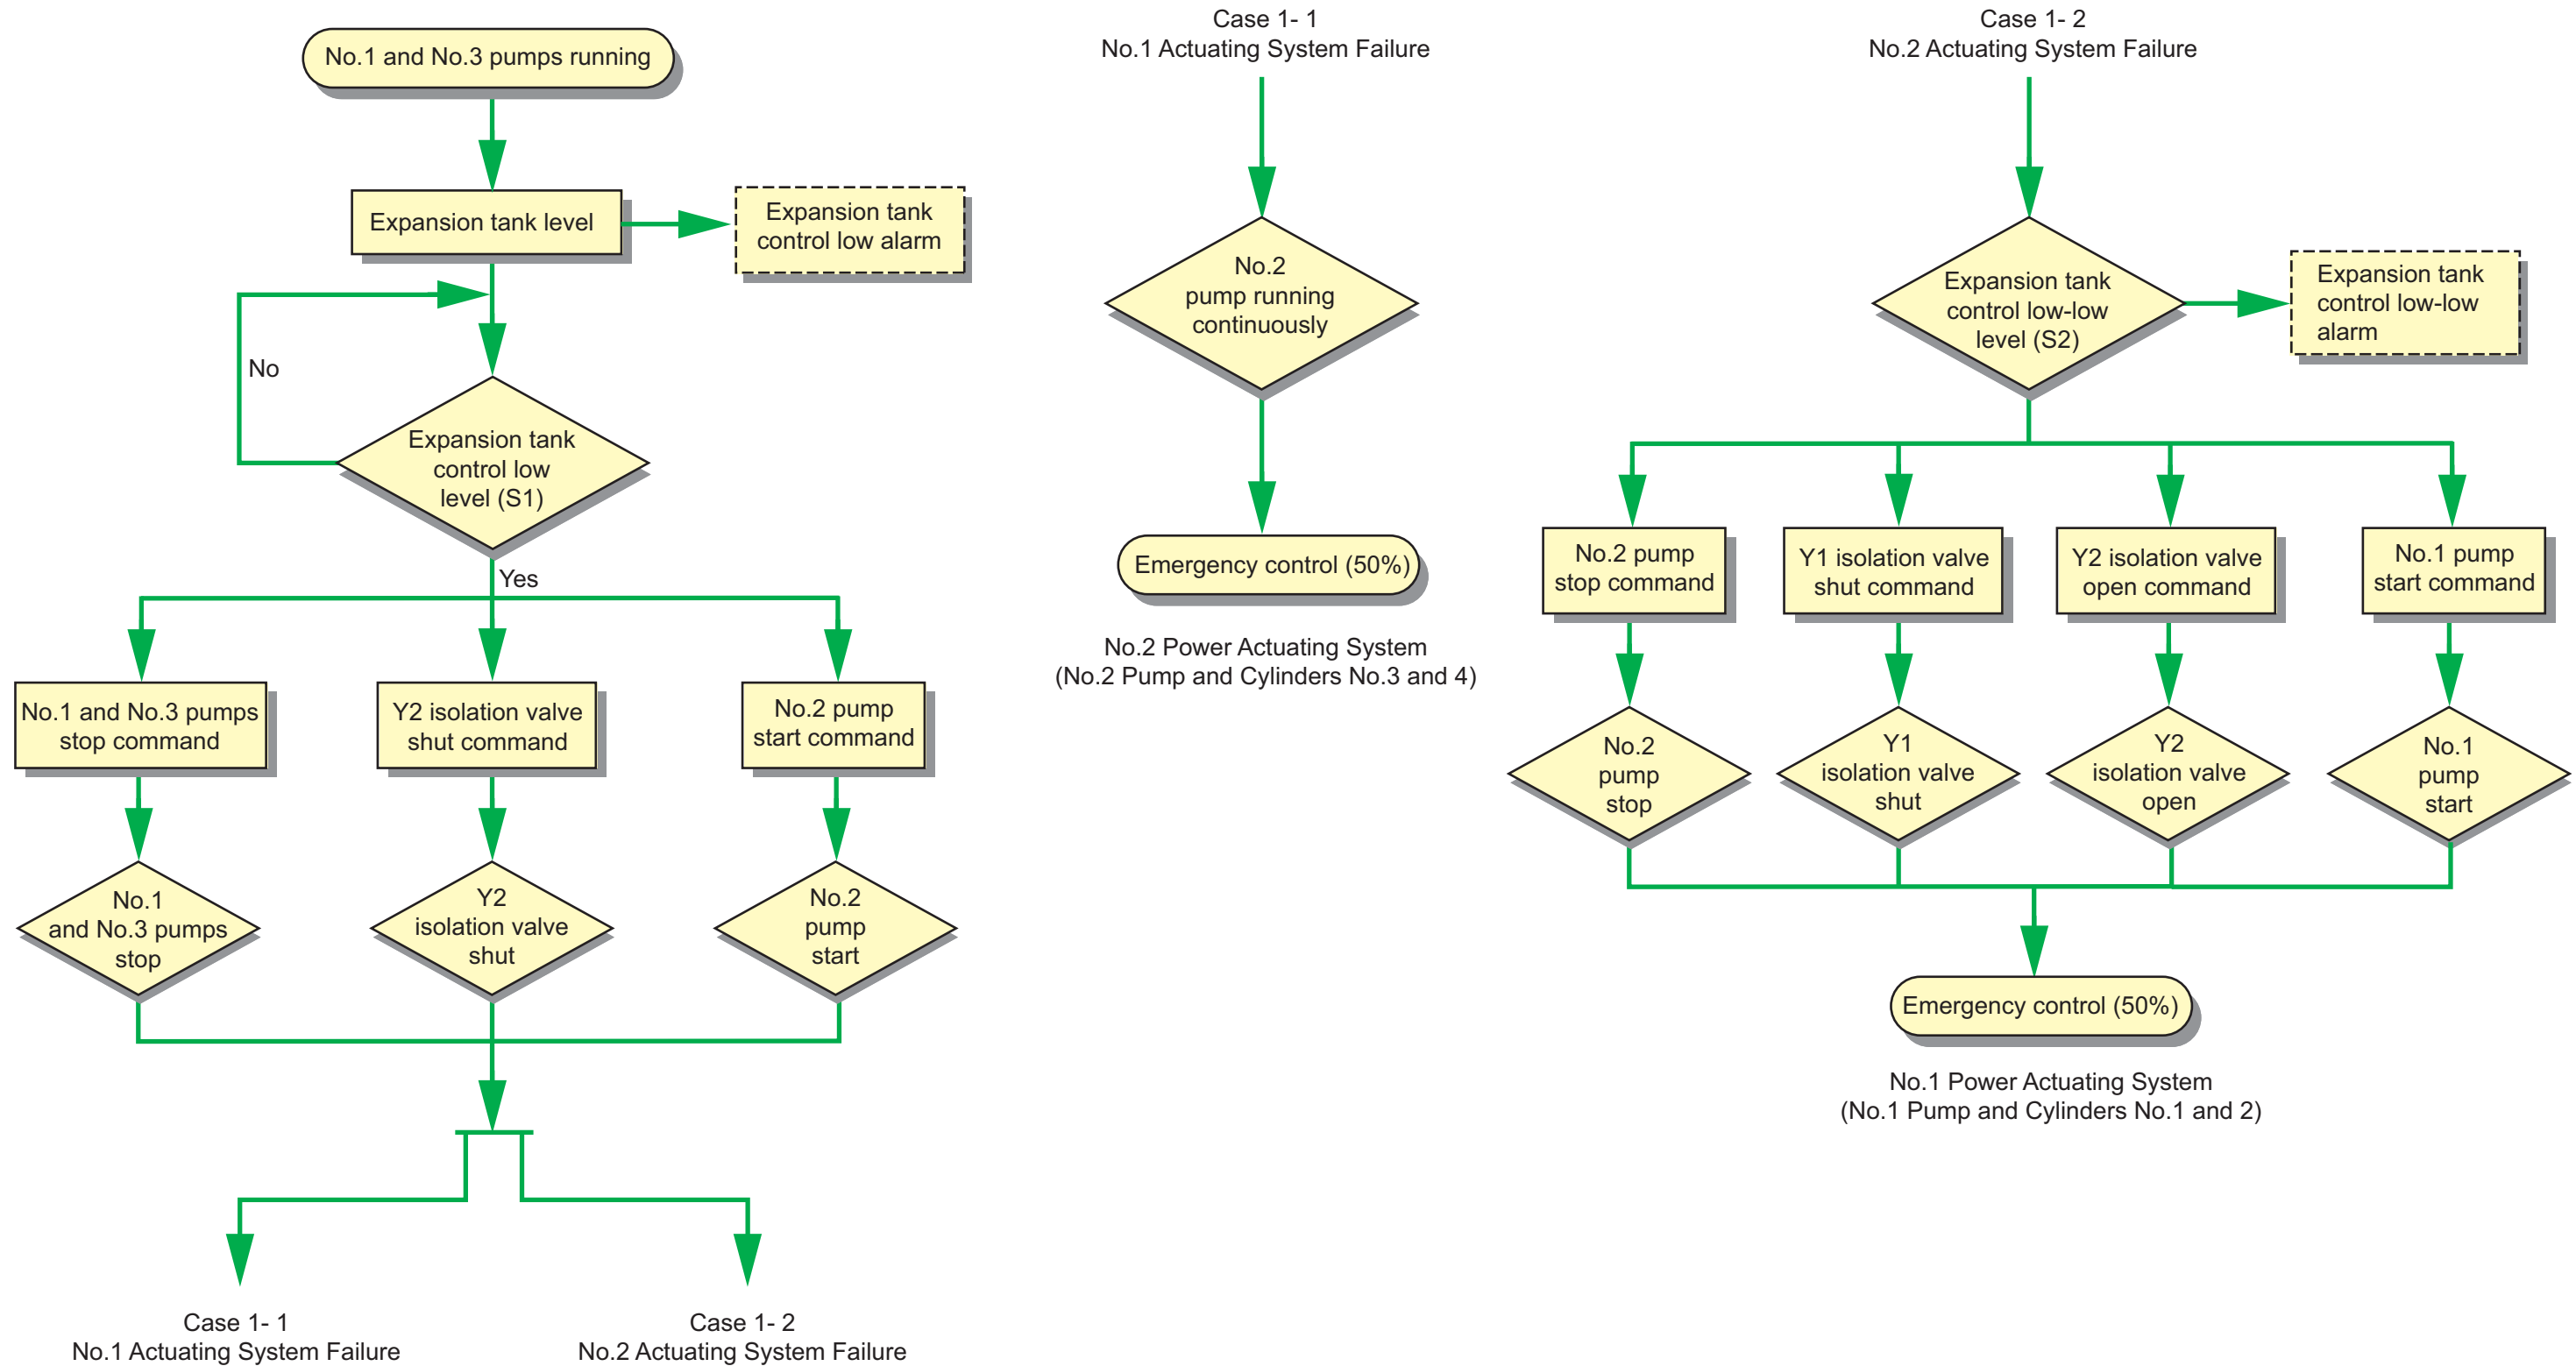 No.1 and No.3 pumps running
Expansion tank level
Expansion tank
control low alarm
No
Expansion tank
control low
level (S1)
Yes
No.1 and No.3 pumps
stop command
Y2 isolation valve
shut command
No.2 pump
start command
No.1
and No.3 pumps
stop
Y2
isolation valve
shut
No.2
pump
start
Case 1- 1
No.1 Actuating System Failure
Case 1- 2
No.2 Actuating System Failure
Case 1- 1
No.1 Actuating System Failure
No.2
pump running
continuously
Emergency control (50%)
No.2 Power Actuating System
(No.2 Pump and Cylinders No.3 and 4)
Case 1- 2
No.2 Actuating System Failure
Expansion tank
control low-low
level (S2)
Expansion tank
control low-low
alarm
No.2 pump
stop command
Y1 isolation valve
shut command
Y2 isolation valve
open command
No.1 pump
start command
No.2
pump
stop
Y1
isolation valve
shut
Y2
isolation valve
open
No.1
pump
start
Emergency control (50%)
No.1 Power Actuating System
(No.1 Pump and Cylinders No.1 and 2)